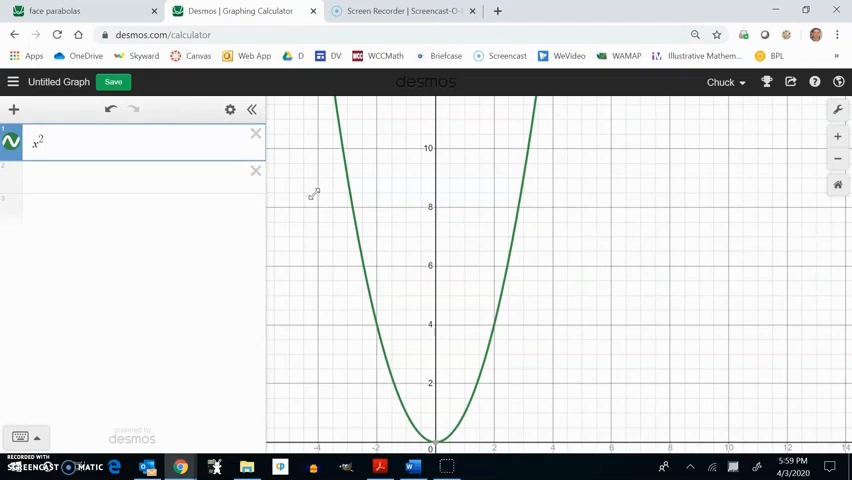 face parabolas
Desmos | Graphing Calculator
Screen Recorder | Screencast-O-
desmos.com/calculator
Apps
OneDrive
Skyward
Canvas
Web App
D
DV
WCCMath
Briefcase
Screencast
WeVideo
WAMAP
Illustrative Mathem...
BPL
Untitled Graph
Save
desmos
Chuck
1
x²
2
3
10
8
6
4
2
-4
-2
0
2
4
6
8
10
12
14
powered by
desmos
RECORDED WITH
SCREENCAST MATIC
5:59 PM
4/3/2020